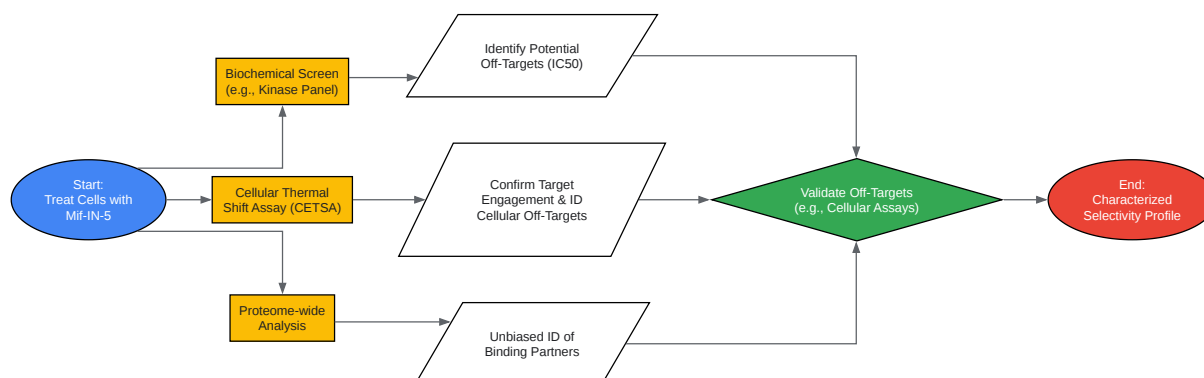 Start:
Treat Cells with
Mif-IN-5
Biochemical Screen
(e.g., Kinase Panel)
Identify Potential
Off-Targets (IC50)
Cellular Thermal
Shift Assay (CETSA)
Confirm Target
Engagement & ID
Cellular Off-Targets
Proteome-wide
Analysis
Unbiased ID of
Binding Partners
Validate Off-Targets
(e.g., Cellular Assays)
End:
Characterized
Selectivity Profile